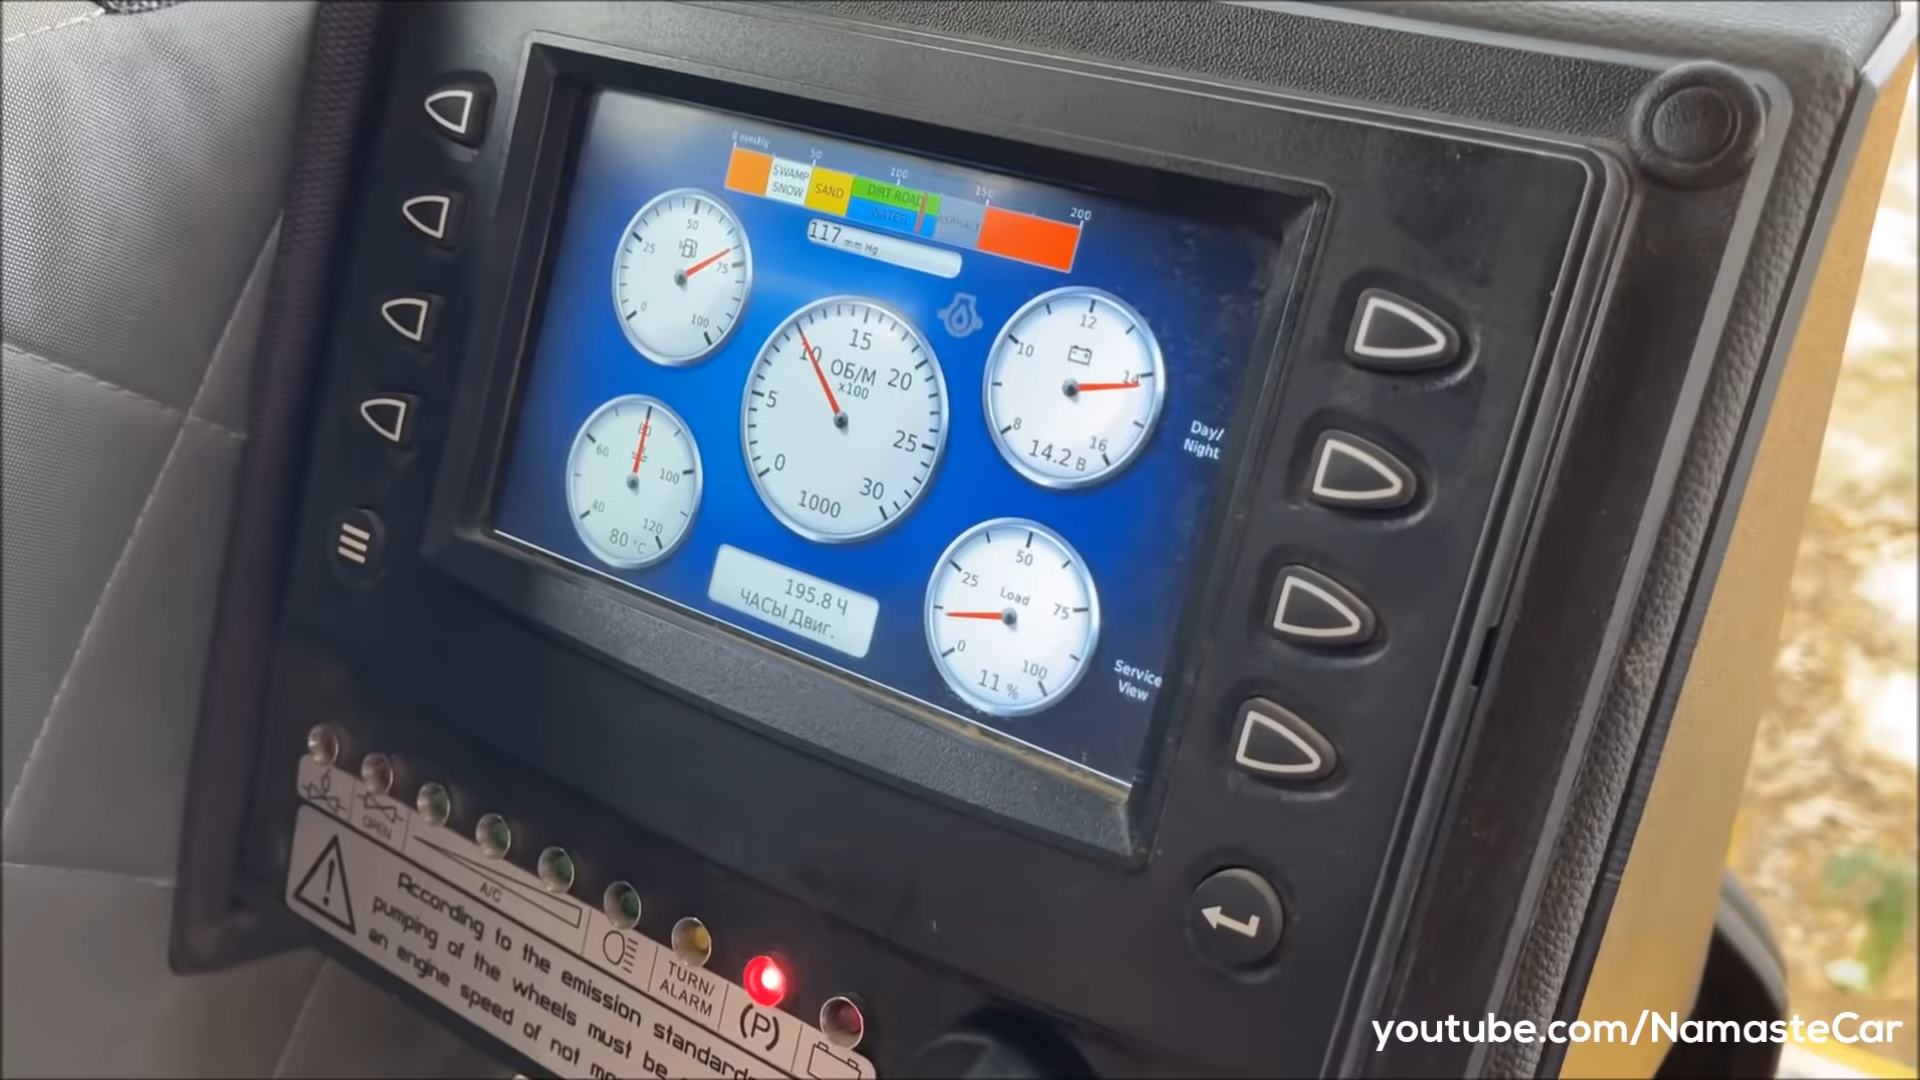 0 mmHg 50 100 150 200
SWAMP
SNOW
SAND
DIRT ROAD
WATER
ASPHALT
117 mm Hg
0 25 50 75 100
0 5 10 15 20 25 30
ОБ/М
x100
1000
8 10 12 14 16
14.2 В
Day/
Night
40 60 80 100 120
80 °C
195.8 Ч
ЧАСЫ Двиг.
0 25 50 75 100
Load
11 %
Service
View
OPEN
A/C
TURN/
ALARM
(P)
According to the emission standards
pumping of the wheels must be
an engine speed of not
youtube.com/NamasteCar